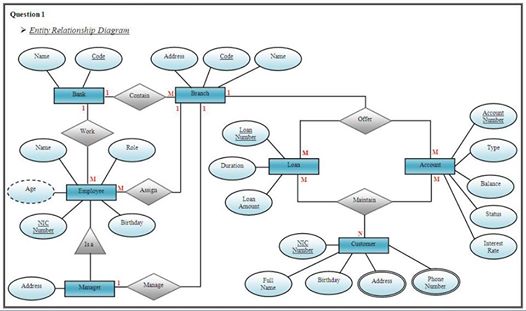 Question 1
➤ Entity Relationship Diagram
Name
Code
Address
Code
Name
Bank
1
Contain
M
Branch
1
1
1
1
Work
Offer
Account
Number
Loan
Number
Name
Role
M
M
Type
Duration
Loan
Account
Age
M
Employee
M
Assign
M
M
Balance
Loan
Amount
Maintain
Status
NIC
Number
Birthday
N
Interest
Rate
NIC
Number
Customer
Is a
Full
Name
Birthday
Address
Phone
Number
Address
Manager
1
Manage